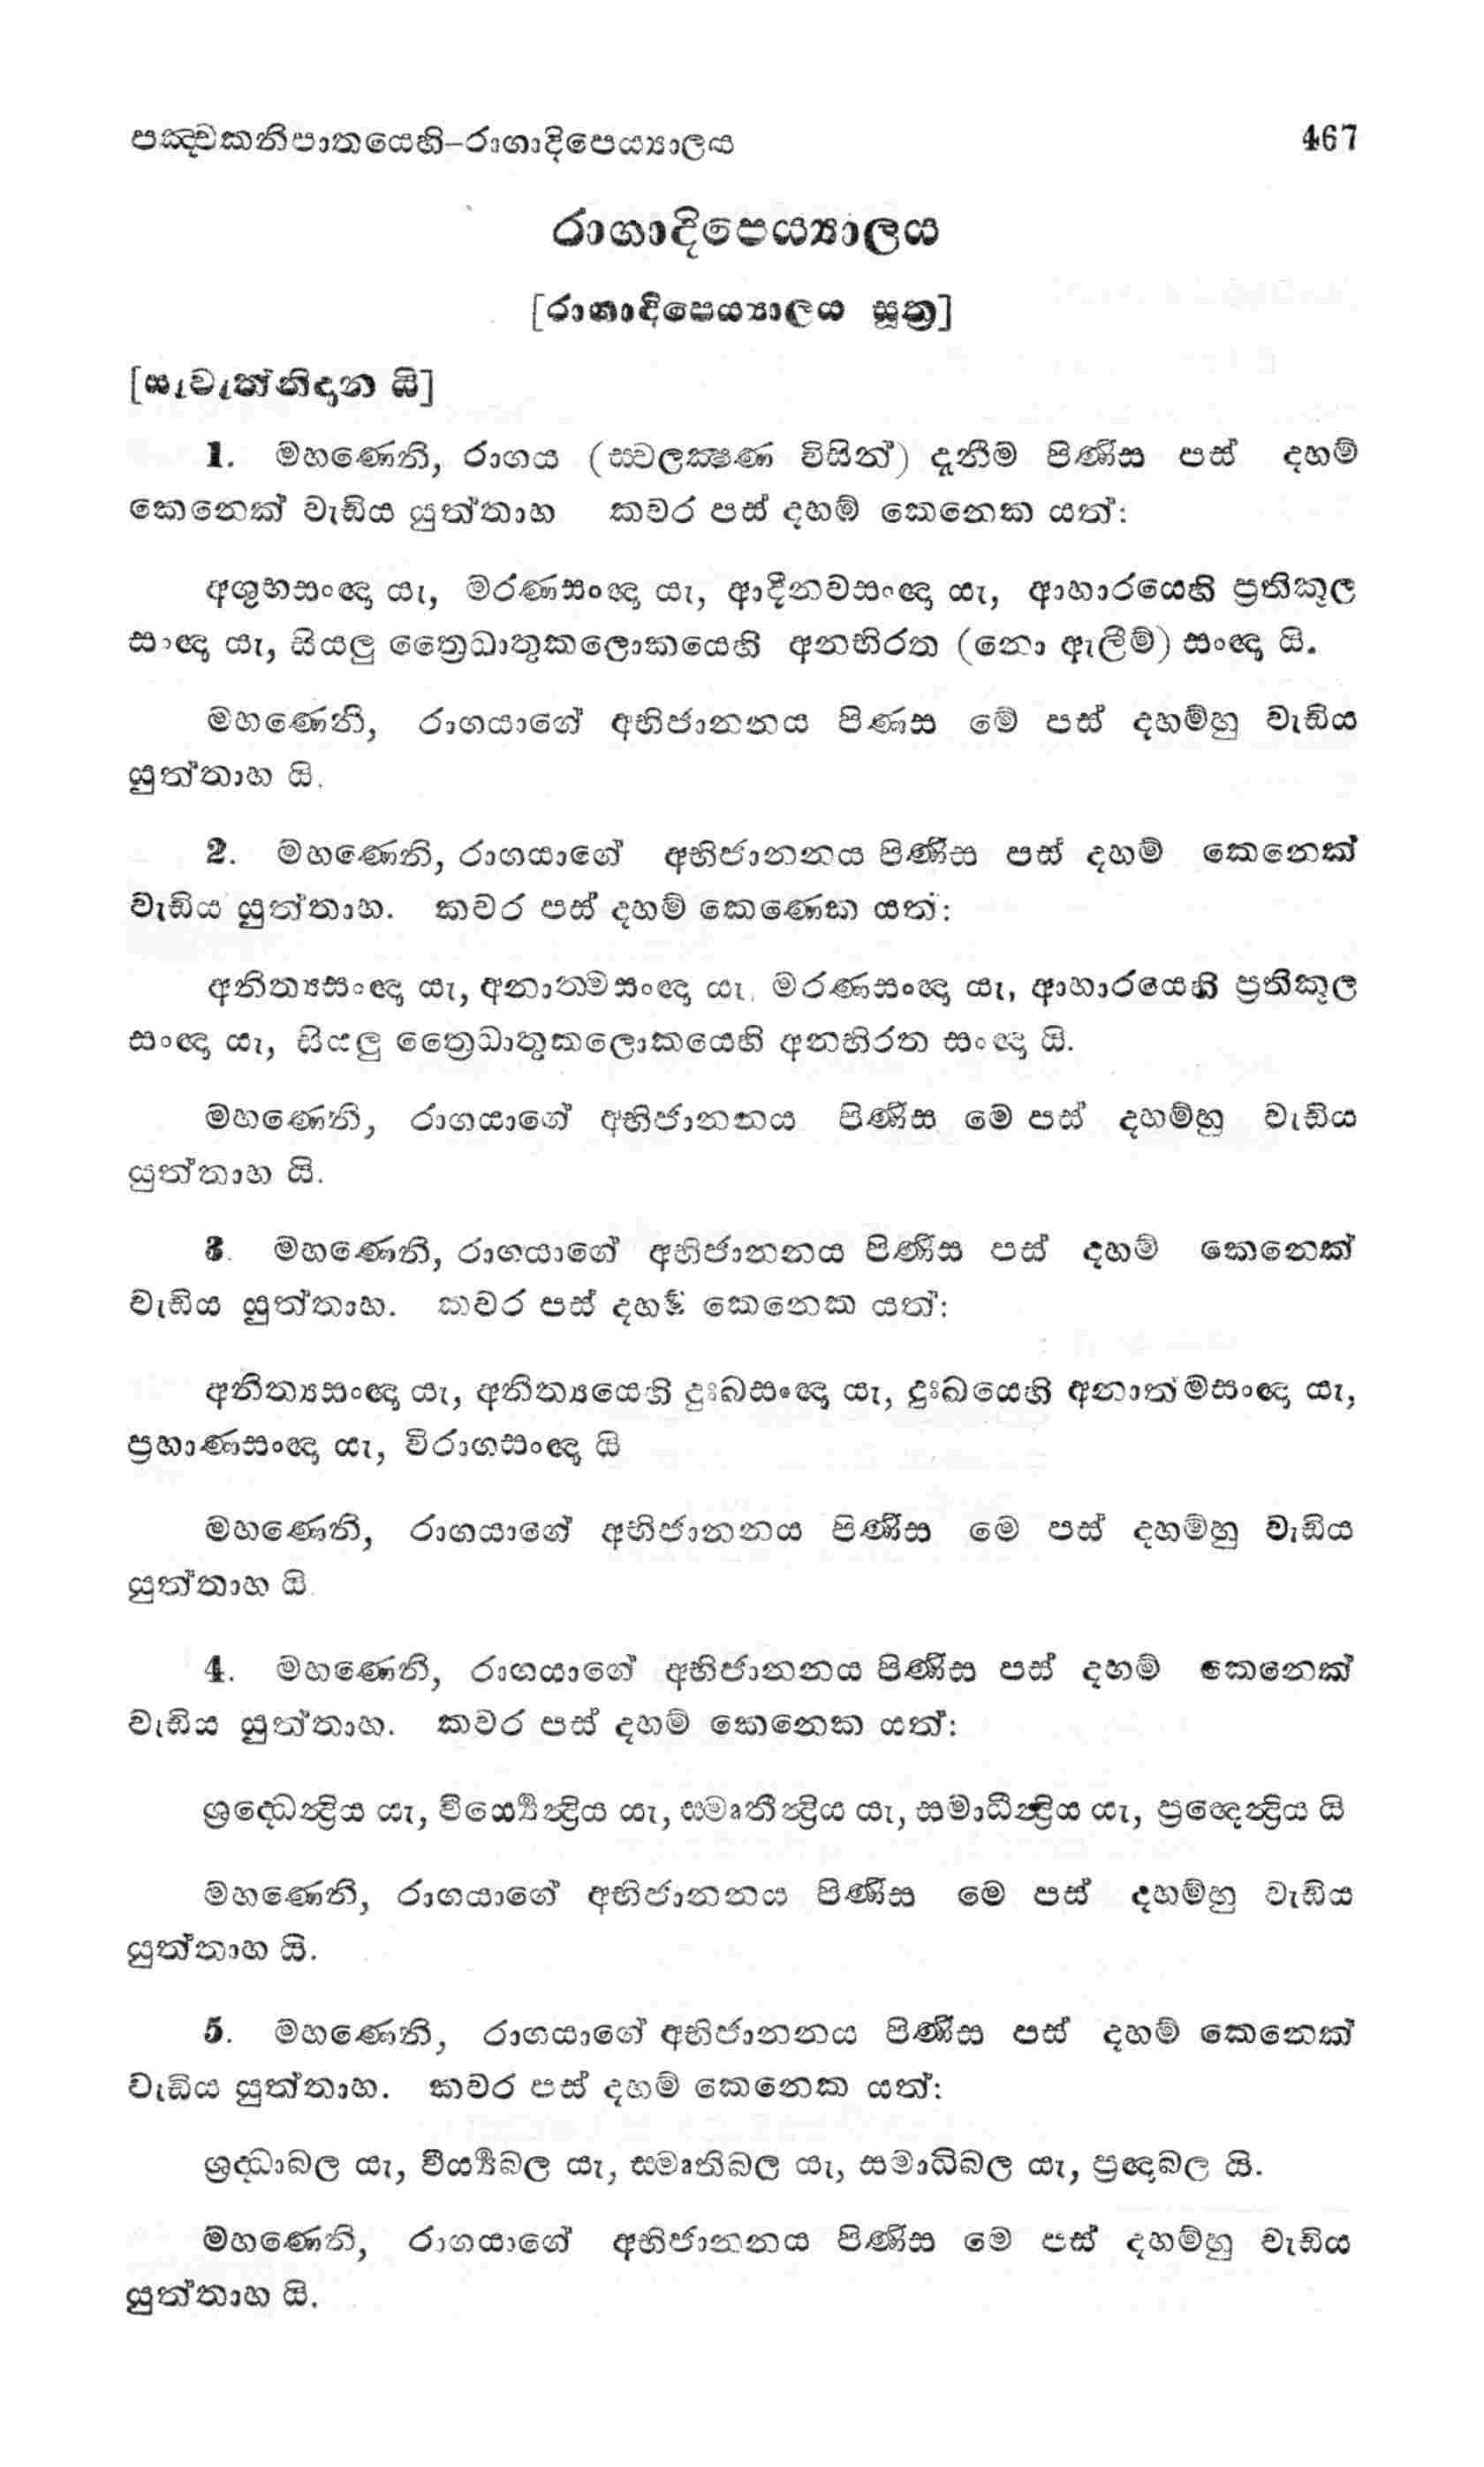 පඤ්චකනිපාතයෙහි–රාගාදිපෙය්‍යාලය 467
රාගාදිපෙය්‍යාලය
[රාගාදිපෙය්‍යාලය සූත්‍ර]
[සැවැත්නිදාන යි]
1. මහණෙනි, රාගය (ස්වලක්‍ෂණ විසින්) දැනීම පිණිස පස් දහම්
කෙනෙක් වැඩිය යුත්තාහ කවර පස් දහම් කෙනෙක යත්:
අශුභසංඥා යැ, මරණසංඥා යැ, ආදීනවසංඥා යැ, ආහාරයෙහි ප්‍රතිකූල
සංඥා යැ, සියලු ත්‍රෛධාතුකලොකයෙහි අනභිරත (නො ඇලීම්) සංඥා යි.
මහණෙනි, රාගයාගේ අභිජානනය පිණස මේ පස් දහම්හු වැඩිය
යුත්තාහ යි.
2. මහණෙනි, රාගයාගේ අභිජානනය පිණිස පස් දහම් කෙනෙක්
වැඩිය යුත්තාහ. කවර පස් දහම් කෙණෙක යත්:
අනිත්‍යසංඥා යැ, අනාත්මසංඥා යැ, මරණසංඥා යැ, ආහාරයෙහි ප්‍රතිකූල
සංඥා යැ, සියලු ත්‍රෛධාතුකලොකයෙහි අනභිරත සංඥා යි.
මහණෙනි, රාගයාගේ අභිජානනය පිණිස මෙ පස් දහම්හු වැඩිය
යුත්තාහ යි.
3. මහණෙනි, රාගයාගේ අභිජානනය පිණිස පස් දහම් කෙනෙක්
වැඩිය යුත්තාහ. කවර පස් දහම් කෙනෙක යත්:
අනිත්‍යසංඥා යැ, අනිත්‍යයෙහි දුඃඛසංඥා යැ, දුඃඛයෙහි අනාත්මසංඥා යැ,
ප්‍රහාණසංඥා යැ, විරාගසංඥා යි
මහණෙනි, රාගයාගේ අභිජානනය පිණිස මෙ පස් දහම්හු වැඩිය
යුත්තාහ යි.
4. මහණෙනි, රාගයාගේ අභිජානනය පිණිස පස් දහම් කෙනෙක්
වැඩිය යුත්තාහ. කවර පස් දහම් කෙනෙක යත්:
ශ්‍රද්ධෙන්‍ද්‍රිය යැ, වියෙර්‍ය්‍යන්‍ද්‍රිය යැ, ස්මෘතීන්‍ද්‍රිය යැ, සමාධීන්‍ද්‍රිය යැ, ප්‍රඥෙන්‍ද්‍රිය යි
මහණෙනි, රාගයාගේ අභිජානනය පිණිස මෙ පස් දහම්හු වැඩිය
යුත්තාහ යි.
5. මහණෙනි, රාගයාගේ අභිජානනය පිණිස පස් දහම් කෙනෙක්
වැඩිය යුත්තාහ. කවර පස් දහම් කෙනෙක යත්:
ශ්‍රද්ධාබල යැ, වීර්‍ය්‍යබල යැ, ස්මෘතිබල යැ, සමාධිබල යැ, ප්‍රඥාබල යි.
මහණෙනි, රාගයාගේ අභිජානනය පිණිස මෙ පස් දහම්හු වැඩිය
යුත්තාහ යි.